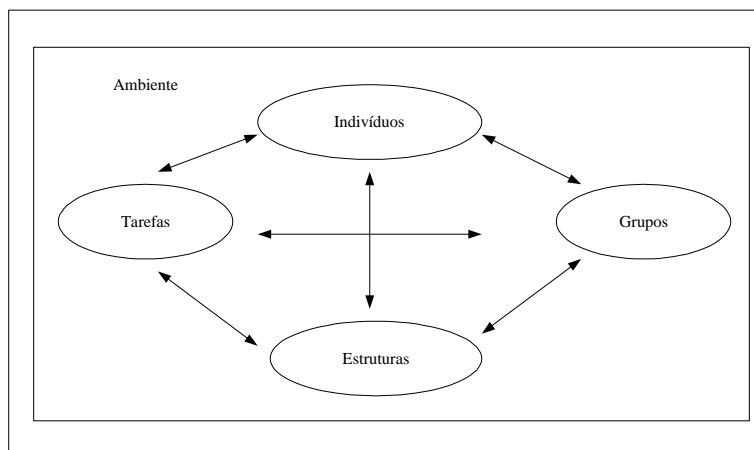 Ambiente
Indivíduos
Tarefas
Grupos
Estruturas